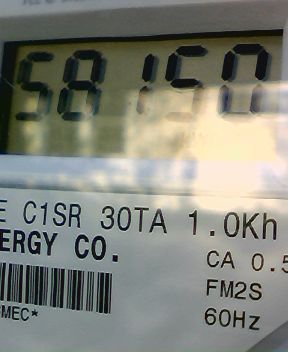 58150
E C1SR 30TA 1.0Kh
ERGY CO.
CA 0.5
FM2S
MEC*
60Hz